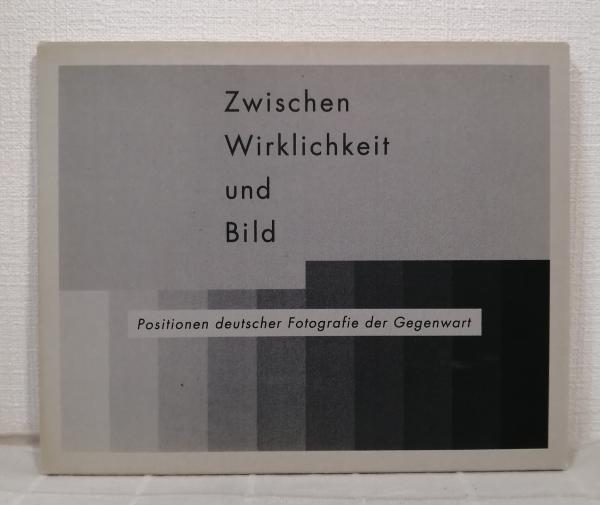 Zwischen
Wirklichkeit
und
Bild
Positionen deutscher Fotografie der Gegenwart